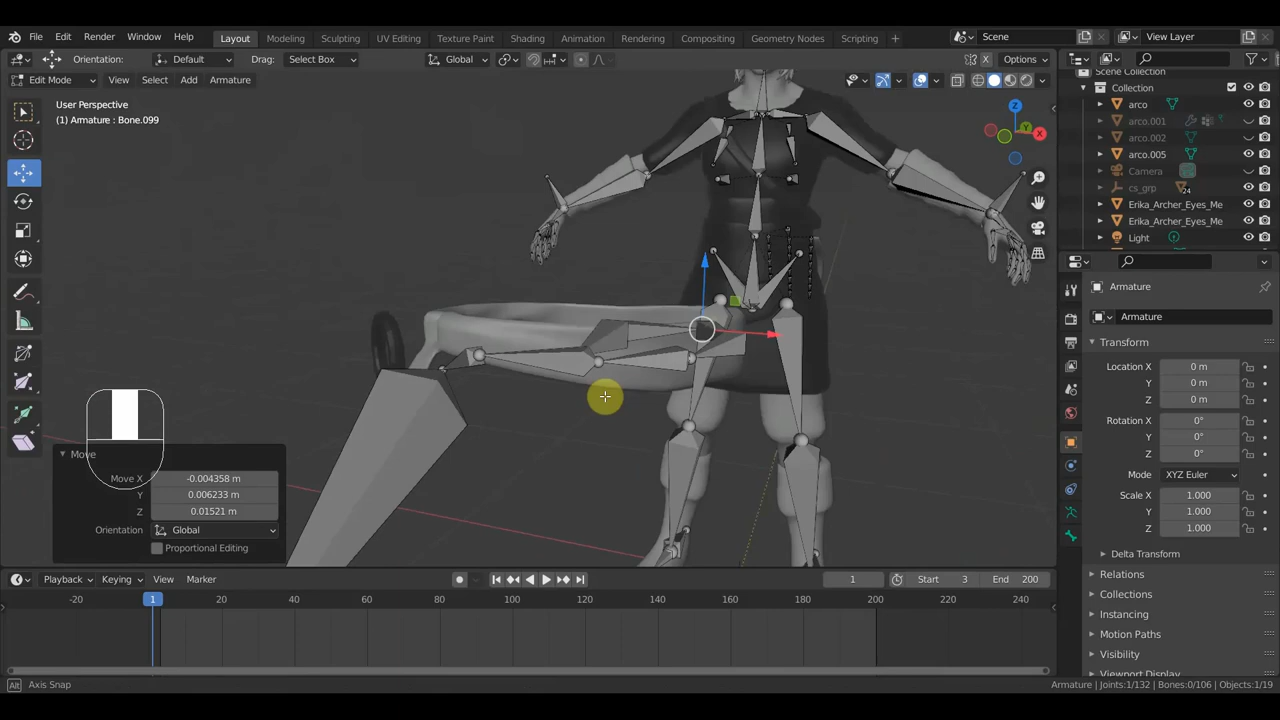 File Edit Render Window Help Layout Modeling Sculpting UV Editing Texture Paint Shading Animation Rendering Compositing Geometry Nodes Scripting + Scene View Layer
Orientation: Default Drag: Select Box Global X Options
Edit Mode View Select Add Armature
User Perspective
(1) Armature : Bone.099
Z
Y
X
Scene Collection
Collection
arco
arco.001
arco.002
arco.005
Camera
cs_grp 24
Erika_Archer_Eyes_Me
Erika_Archer_Eyes_Me
Light
Armature
Armature
Transform
Location X 0 m
Y 0 m
Z 0 m
Rotation X 0°
Y 0°
Z 0°
Mode XYZ Euler
Scale X 1.000
Y 1.000
Z 1.000
Delta Transform
Relations
Collections
Instancing
Motion Paths
Visibility
Viewport Display
Move
Move X -0.004358 m
Y 0.006233 m
Z 0.01521 m
Orientation Global
Proportional Editing
Playback Keying View Marker 1 Start 3 End 200
-20 1 20 40 60 80 100 120 140 160 180 200 220 240
Alt Axis Snap Armature | Joints:1/132 | Bones:0/106 | Objects:1/19